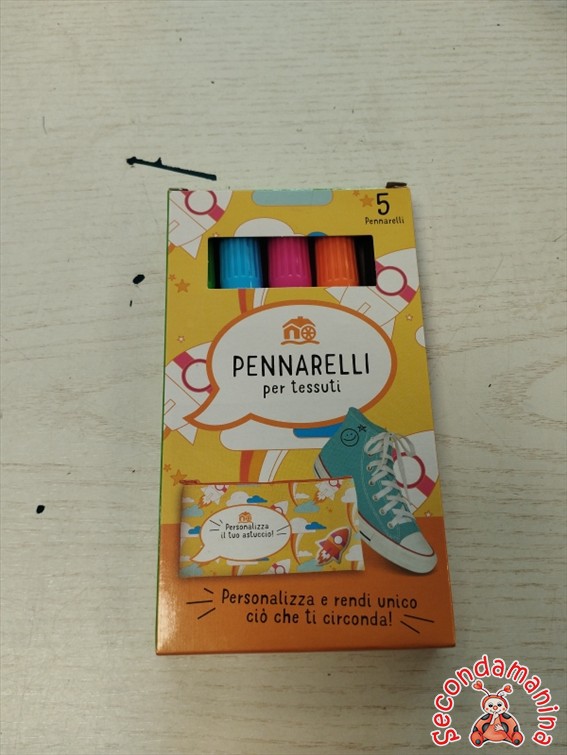 5
Pennarelli
PENNARELLI
per tessuti
Personalizza
il tuo astuccio!
Personalizza e rendi unico
ciò che ti circonda!
secondamanina